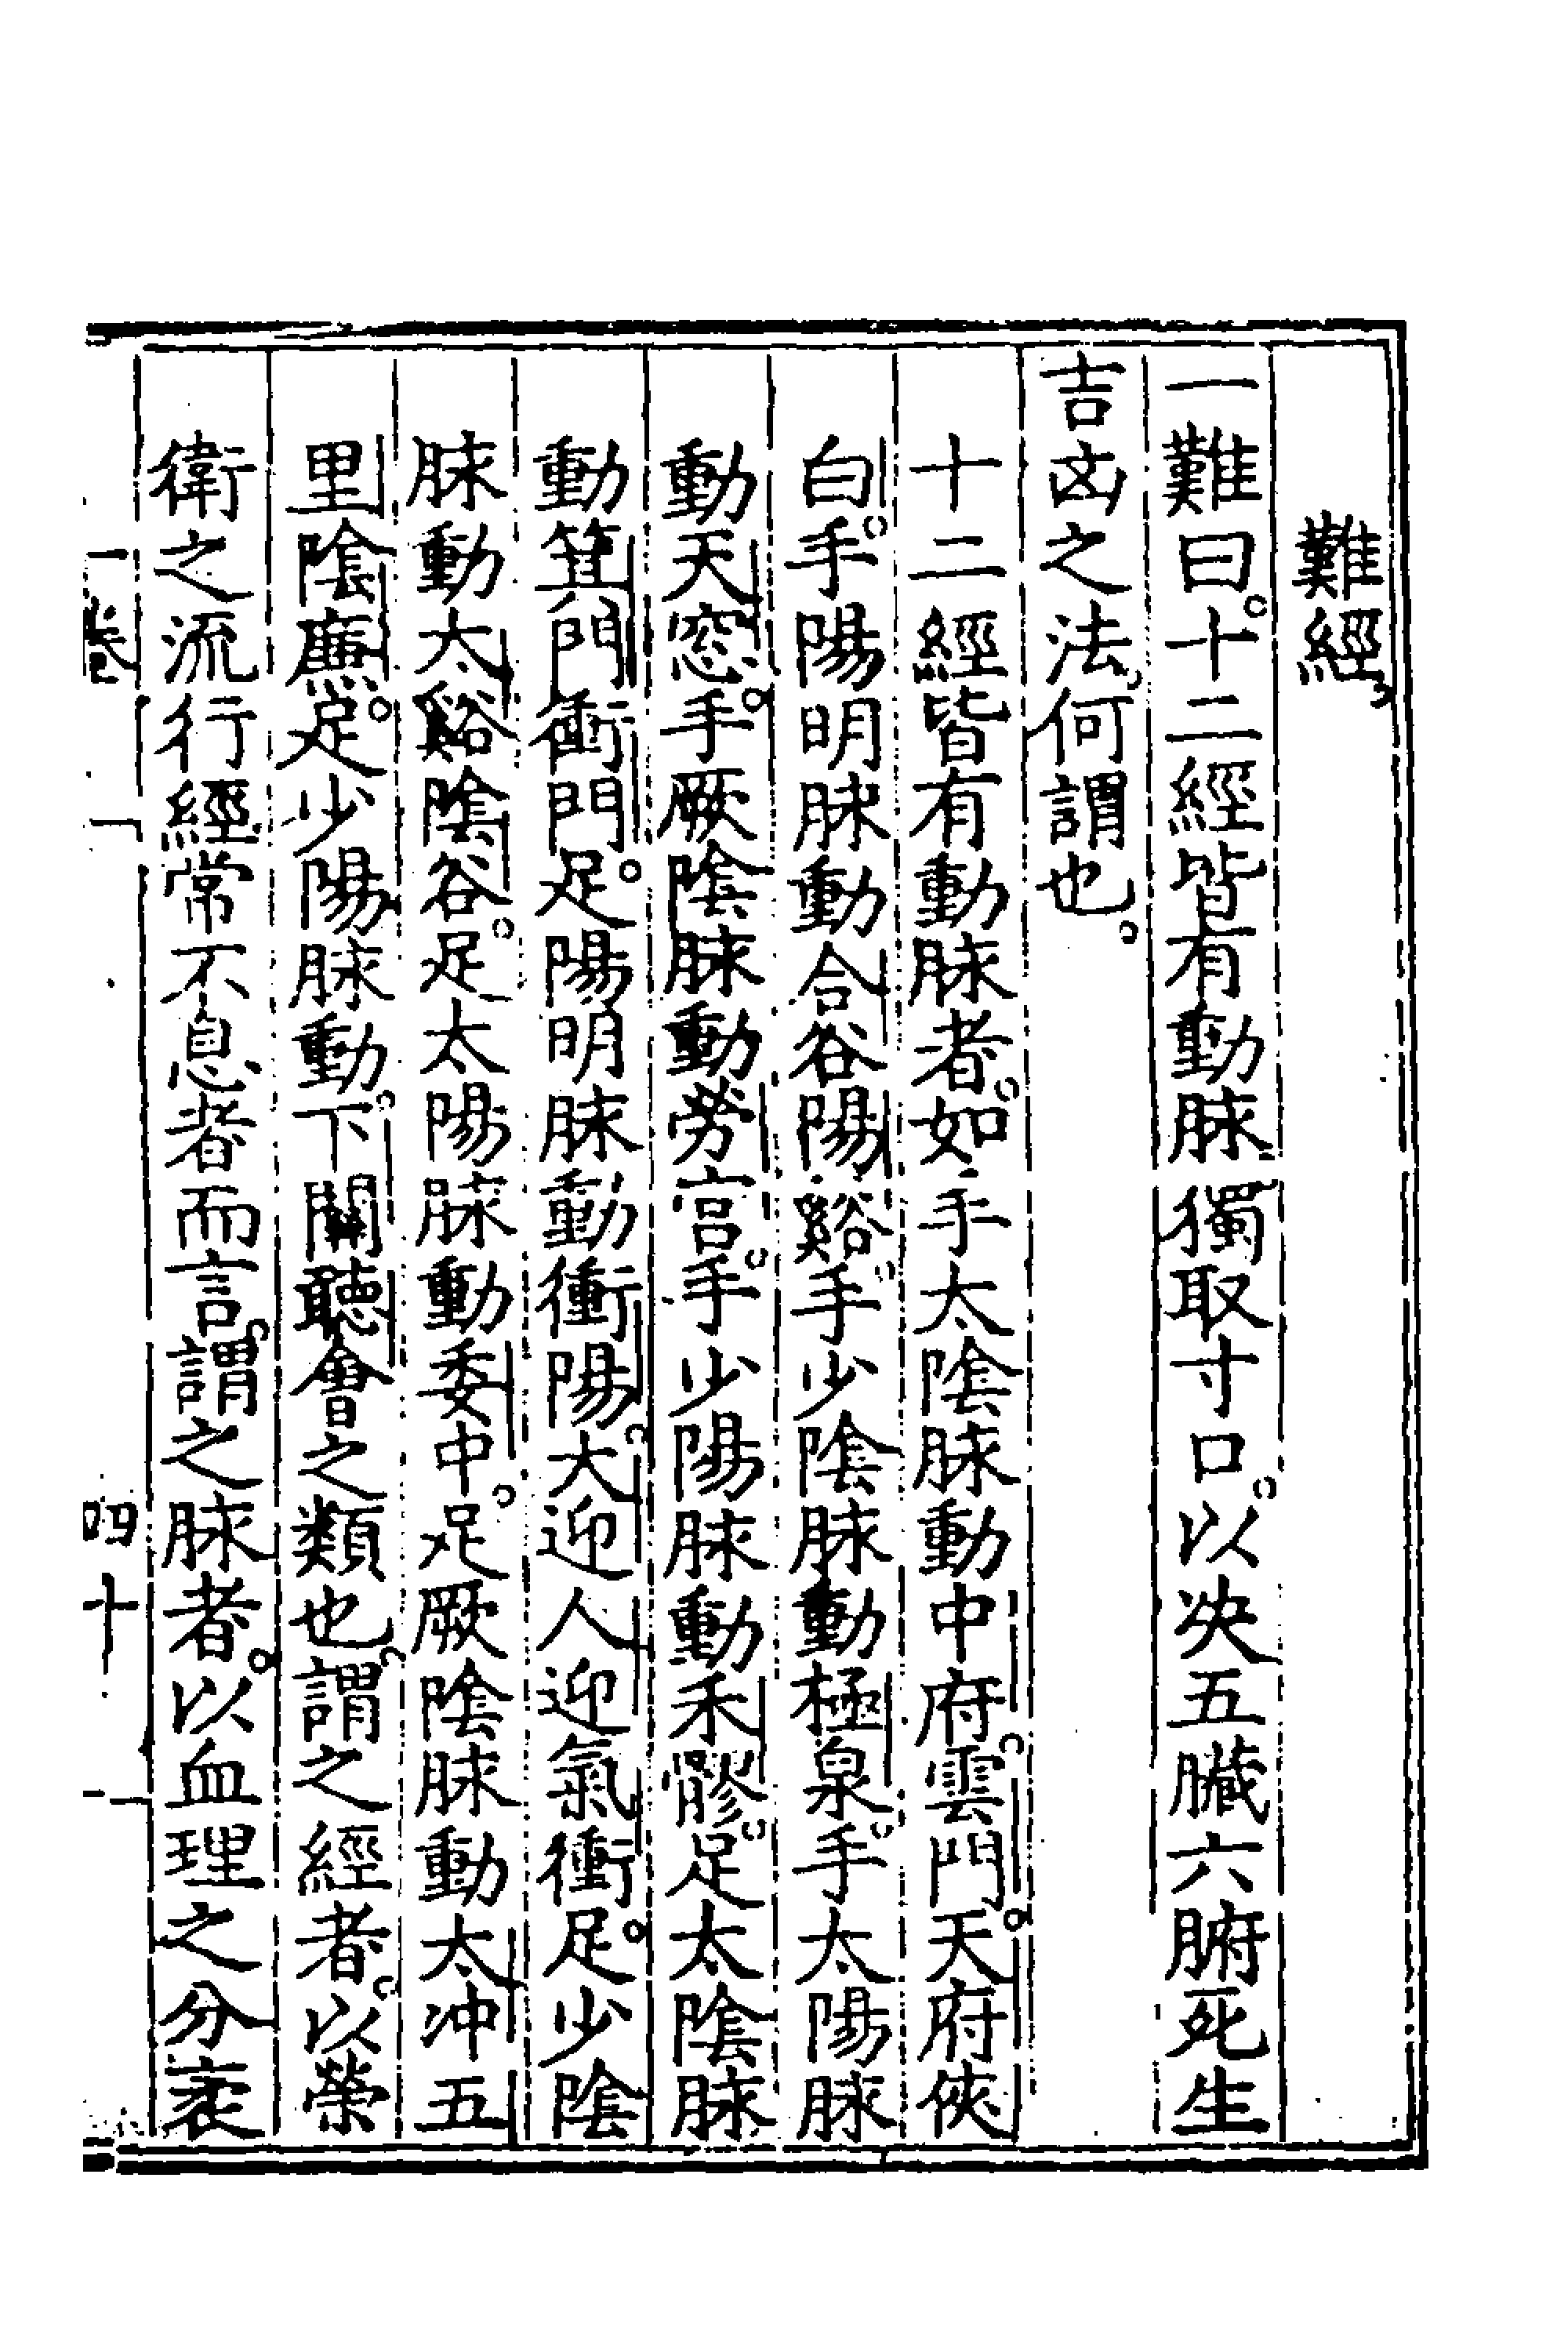 難經
一難曰十二經皆有動脉獨取寸口以决五臟六腑死生
吉凶之法何謂也
十二經皆有動脉者如手太陰脉動中府雲門天府俠
白手陽明脉動合谷陽谿手少陰脉動極泉手太陽脉
動天窓手厥陰脉動勞宫手少陽脉動禾髎足太陰脉
動箕門衝門足陽明脉動衝陽大迎人迎氣衝足少陰
脉動太谿陰谷足太陽脉動委中足厥陰脉動太冲五
里陰廉足少陽脉動下關聽會之類也謂之經者以榮
衛之流行經常不息者而言謂之脉者以血理之分袤
一卷
四十一